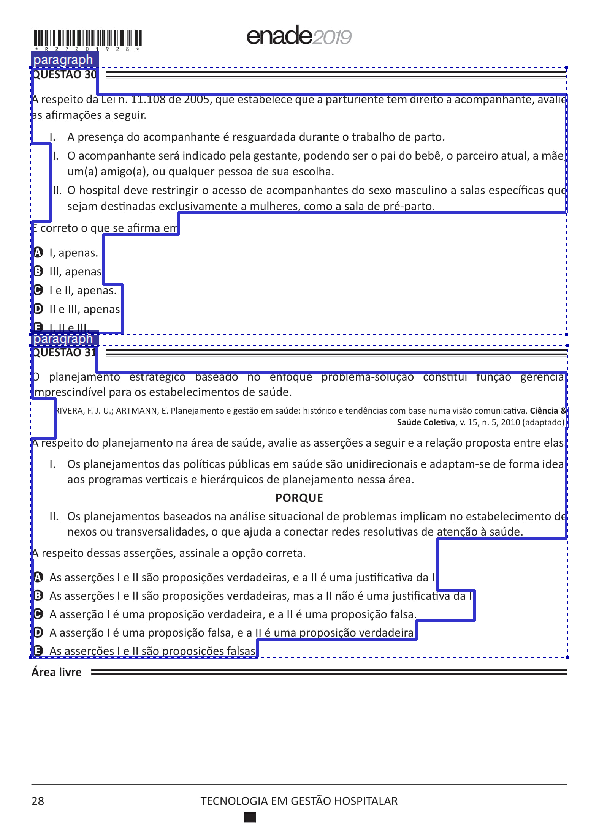 *R27201928*
enade2019
paragraph
QUESTÃO 30
A respeito da Lei n. 11.108 de 2005, que estabelece que a parturiente tem direito a acompanhante, avalie
as afirmações a seguir.
I. A presença do acompanhante é resguardada durante o trabalho de parto.
I. O acompanhante será indicado pela gestante, podendo ser o pai do bebê, o parceiro atual, a mãe,
um(a) amigo(a), ou qualquer pessoa de sua escolha.
II. O hospital deve restringir o acesso de acompanhantes do sexo masculino a salas específicas que
sejam destinadas exclusivamente a mulheres, como a sala de pré-parto.
É correto o que se afirma em
A I, apenas.
B III, apenas
C I e II, apenas.
D II e III, apenas
E I, II e III.
paragraph
QUESTÃO 31
O planejamento estratégico baseado no enfoque problema-solução constitui função gerencial
imprescindível para os estabelecimentos de saúde.
RIVERA, F. J. U.; ARTMANN, E. Planejamento e gestão em saúde: histórico e tendências com base numa visão comunicativa. Ciência &
Saúde Coletiva, v. 15, n. 5, 2010 (adaptado)
A respeito do planejamento na área de saúde, avalie as asserções a seguir e a relação proposta entre elas
I. Os planejamentos das políticas públicas em saúde são unidirecionais e adaptam-se de forma ideal
aos programas verticais e hierárquicos de planejamento nessa área.
PORQUE
II. Os planejamentos baseados na análise situacional de problemas implicam no estabelecimento de
nexos ou transversalidades, o que ajuda a conectar redes resolutivas de atenção à saúde.
A respeito dessas asserções, assinale a opção correta.
A As asserções I e II são proposições verdadeiras, e a II é uma justificativa da I
B As asserções I e II são proposições verdadeiras, mas a II não é uma justificativa da I
C A asserção I é uma proposição verdadeira, e a II é uma proposição falsa.
D A asserção I é uma proposição falsa, e a II é uma proposição verdadeira
E As asserções I e II são proposições falsas
Área livre
28 TECNOLOGIA EM GESTÃO HOSPITALAR